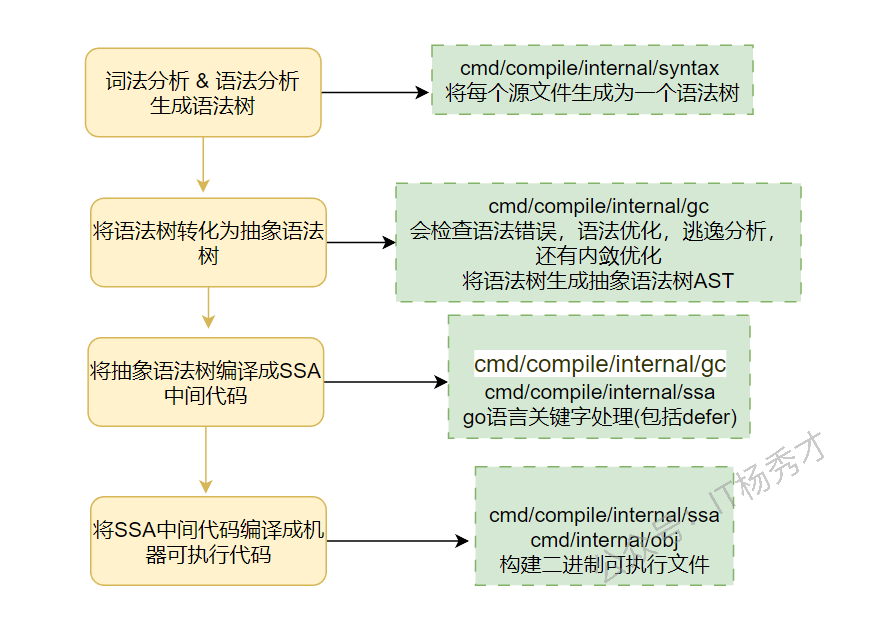 词法分析 & 语法分析
生成语法树
cmd/compile/internal/syntax
将每个源文件生成为一个语法树
将语法树转化为抽象语法
树
cmd/compile/internal/gc
会检查语法错误，语法优化，逃逸分析，
还有内敛优化
将语法树生成抽象语法树AST
将抽象语法树编译成SSA
中间代码
cmd/compile/internal/gc
cmd/compile/internal/ssa
go语言关键字处理(包括defer)
将SSA中间代码编译成机
器可执行代码
cmd/compile/internal/ssa
cmd/internal/obj
构建二进制可执行文件
公众号：IT杨秀才